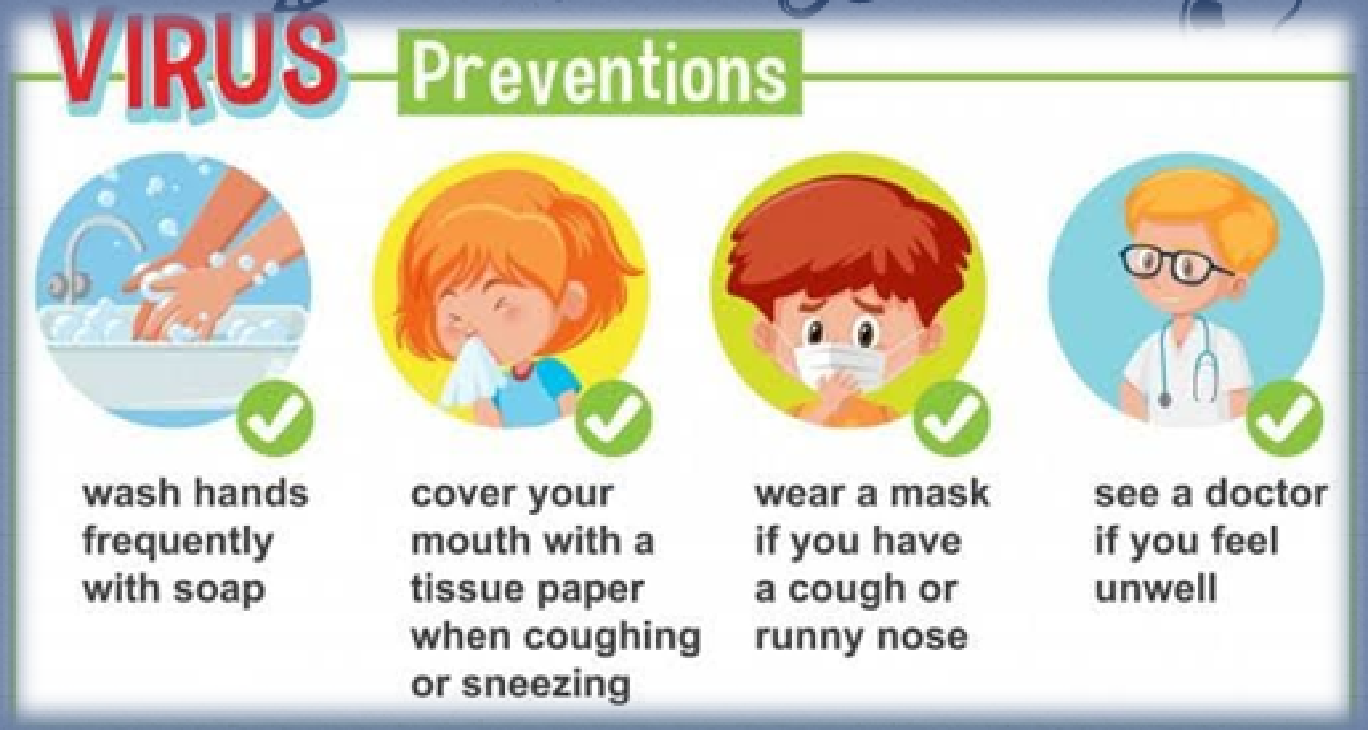 VIRUS Preventions
wash hands
frequently
with soap
cover your
mouth with a
tissue paper
when coughing
or sneezing
wear a mask
if you have
a cough or
runny nose
see a doctor
if you feel
unwell